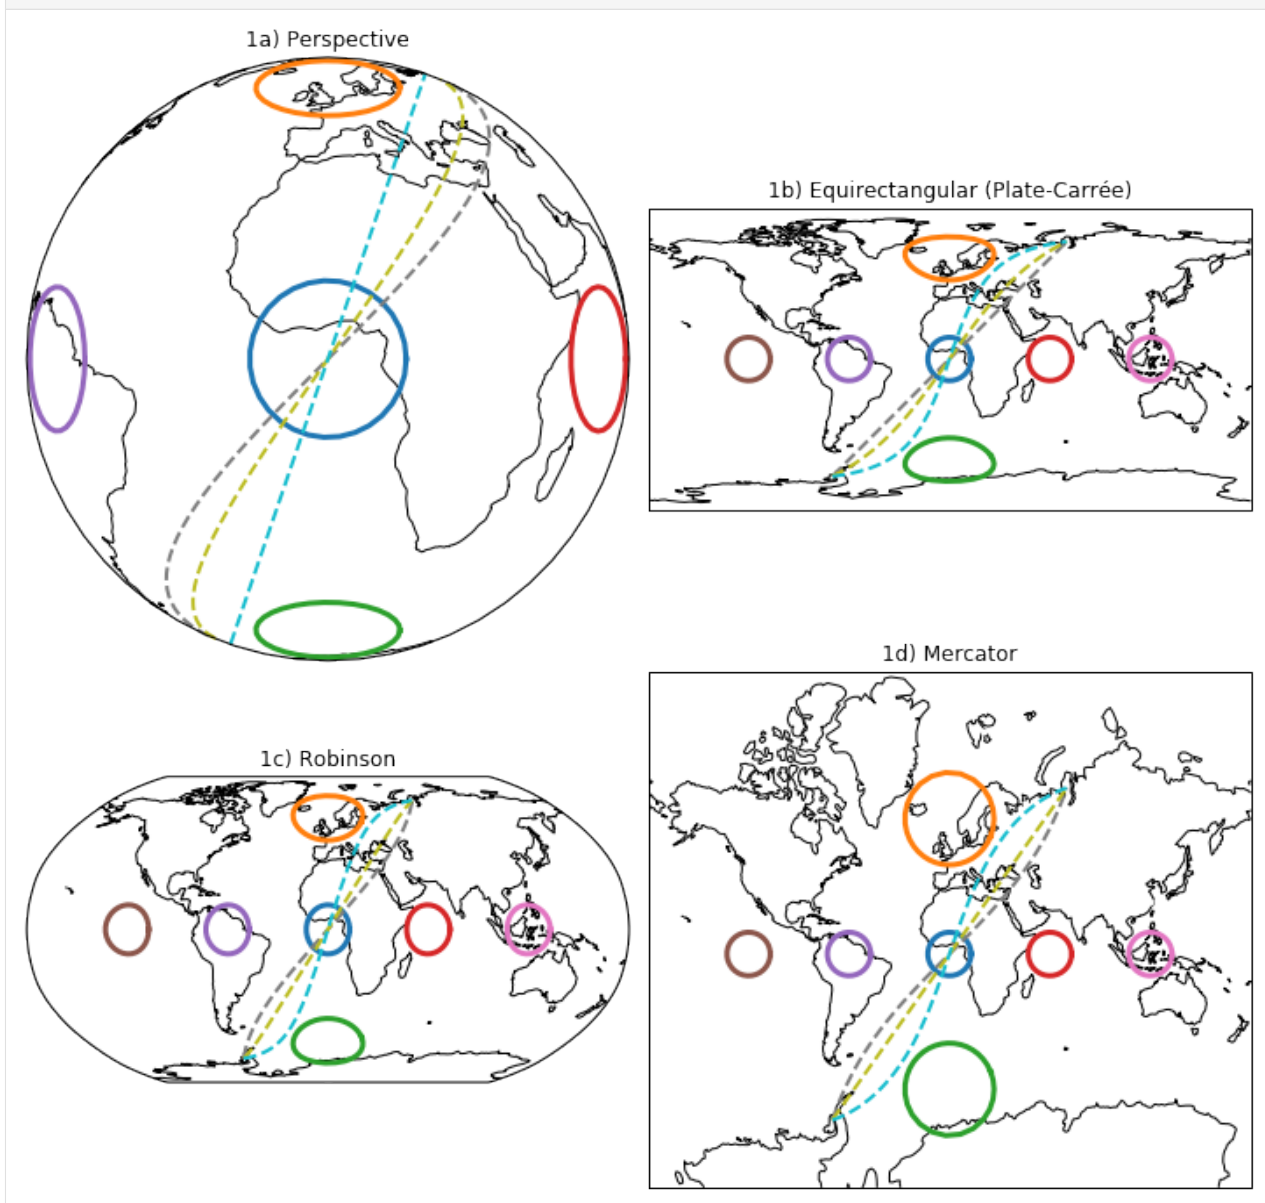 1a) Perspective
1b) Equirectangular (Plate-Carrée)
1c) Robinson
1d) Mercator